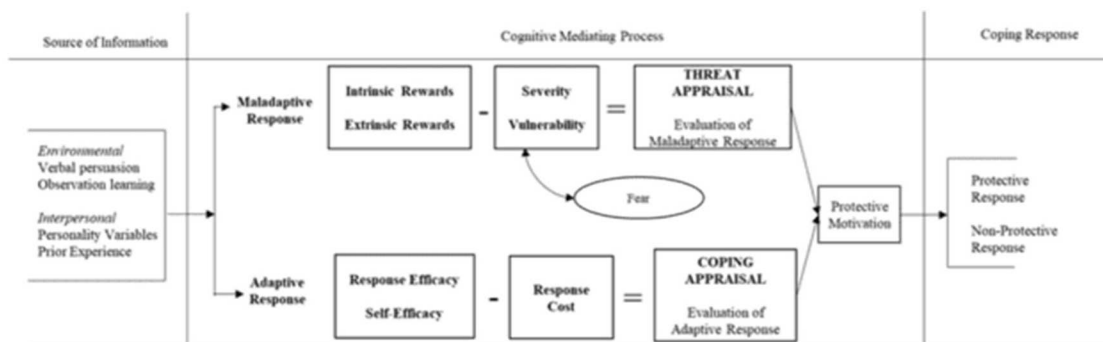 Source of Information
Cognitive Mediating Process
Coping Response
Environmental
Verbal persuasion
Observation learning
Interpersonal
Personality Variables
Prior Experience
Maladaptive
Response
Intrinsic Rewards
Extrinsic Rewards
-
Severity
Vulnerability
=
THREAT
APPRAISAL
Evaluation of
Maladaptive Response
Fear
Adaptive
Response
Response Efficacy
Self-Efficacy
-
Response
Cost
=
COPING
APPRAISAL
Evaluation of
Adaptive Response
Protective
Motivation
Protective
Response
Non-Protective
Response